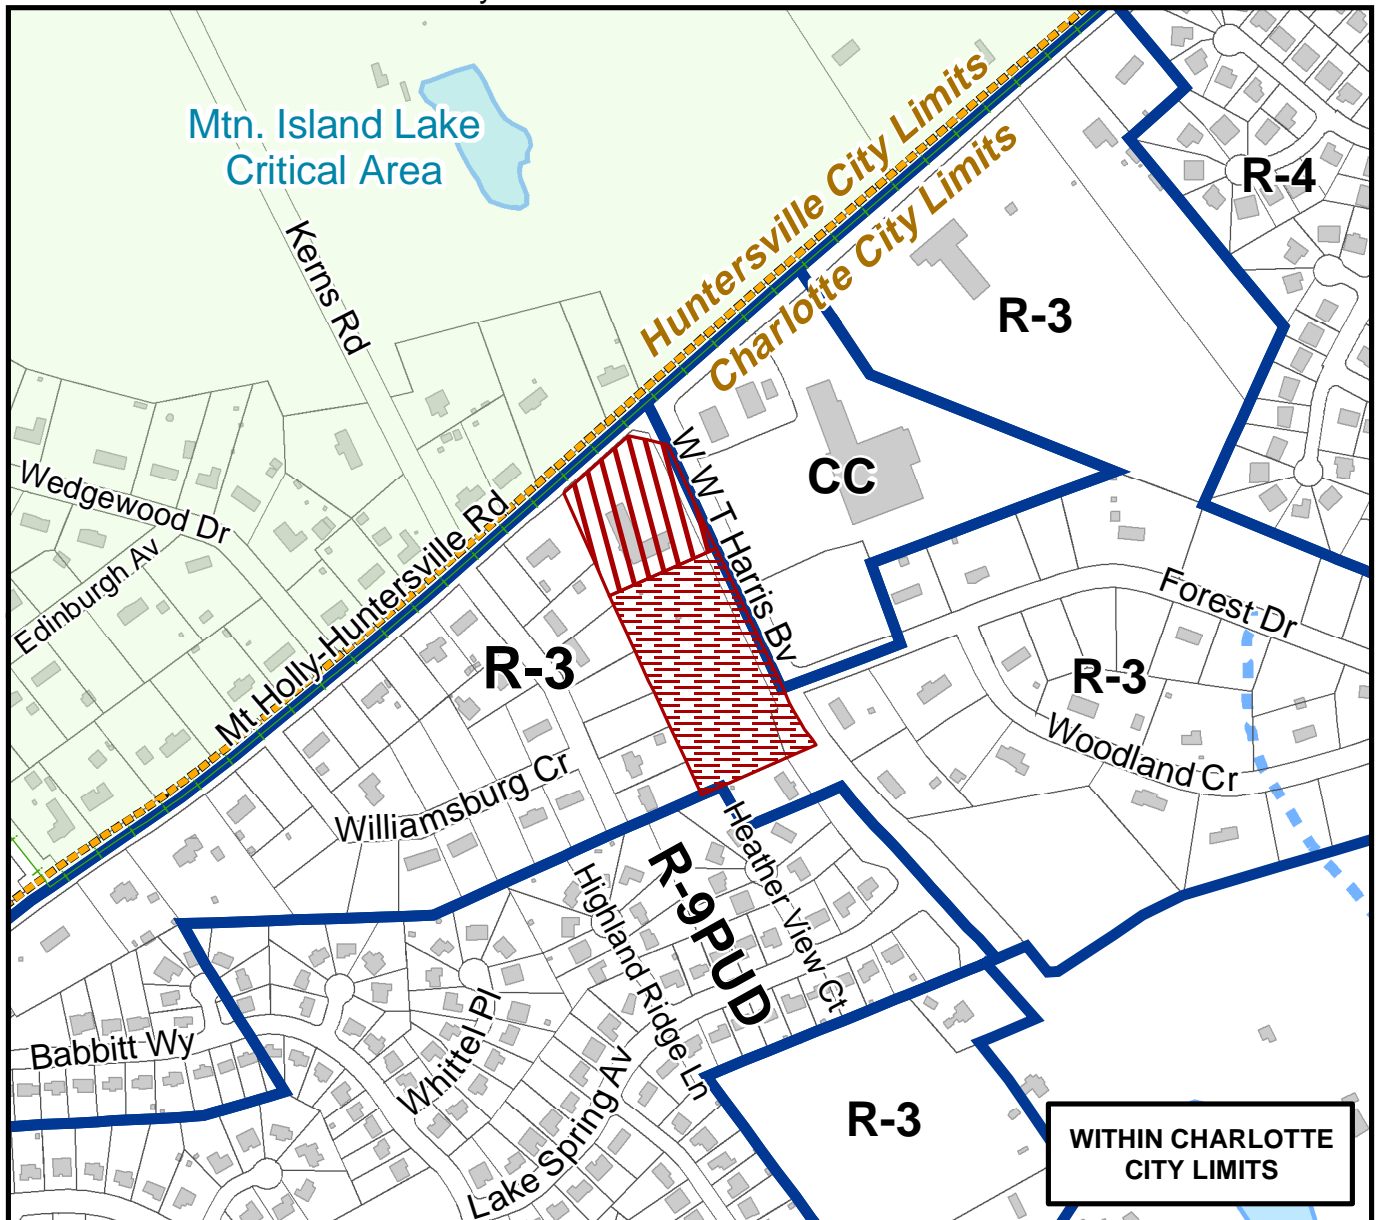 Mtn. Island Lake
Critical Area
Kerns Rd
Huntersville City Limits
Charlotte City Limits
R-4
R-3
CC
W W T Harris Bv
Wedgewood Dr
Edinburgh Av
Mt Holly-Huntersville Rd
R-3
Forest Dr
R-3
Woodland Cr
Williamsburg Cr
Heather View Ct
R-9PUD
Highland Ridge Ln
Whittel Pl
Babbitt Wy
Lake Spring Av
R-3
WITHIN CHARLOTTE
CITY LIMITS